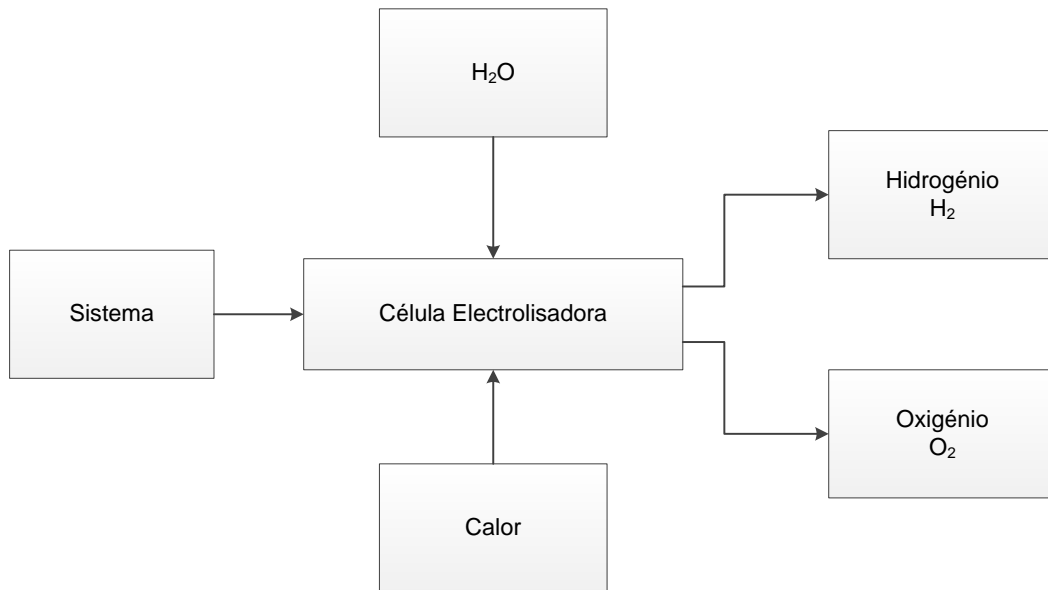 H₂O
Hidrogénio
H₂
Sistema
Célula Electrolisadora
Oxigénio
O₂
Calor